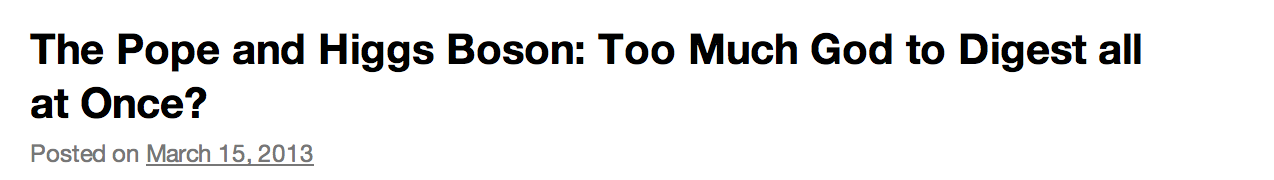 The Pope and Higgs Boson: Too Much God to Digest all
at Once?
Posted on March 15, 2013